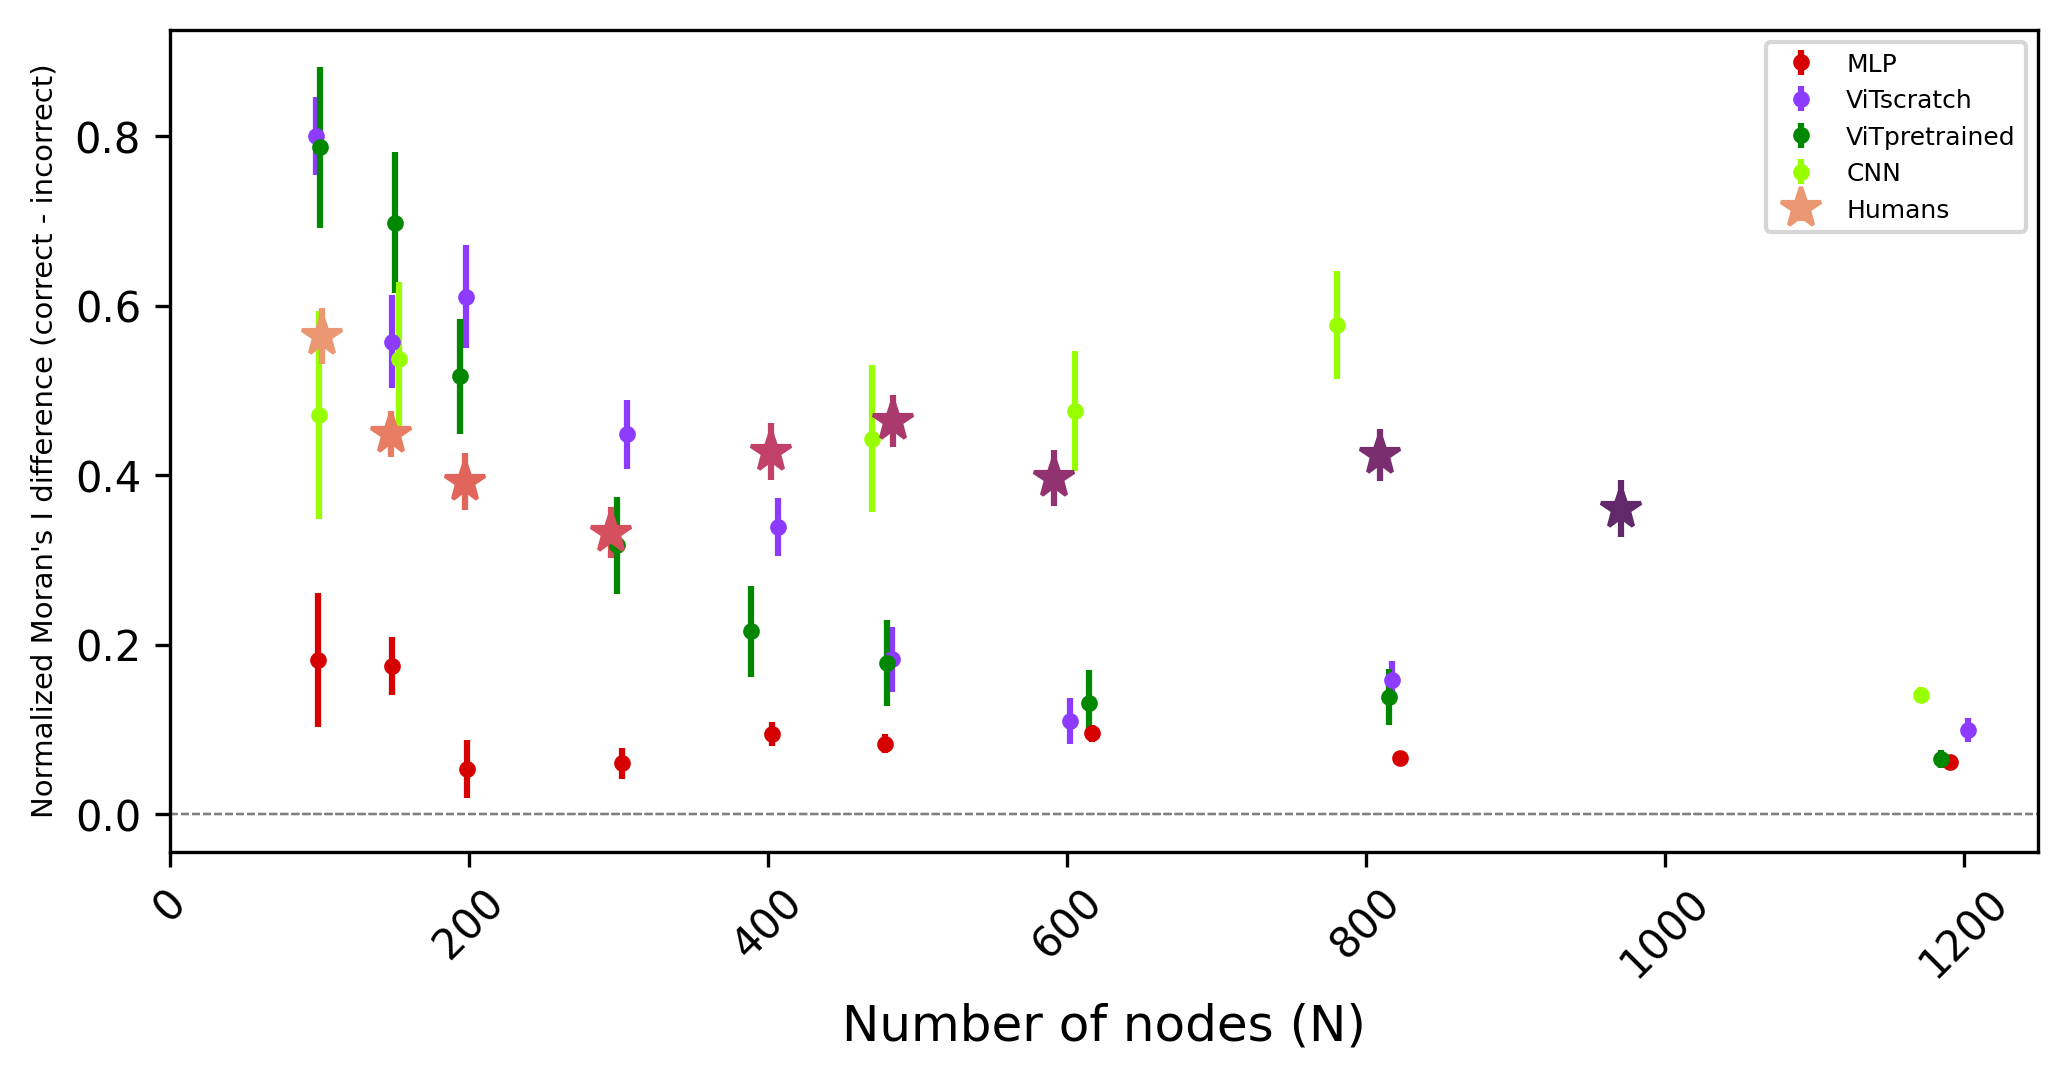 Normalized Moran's I difference (correct - incorrect)
0.8
0.6
0.4
0.2
0.0
0
200
400
600
800
1000
1200
Number of nodes (N)
MLP
ViTscratch
ViTpretrained
CNN
Humans